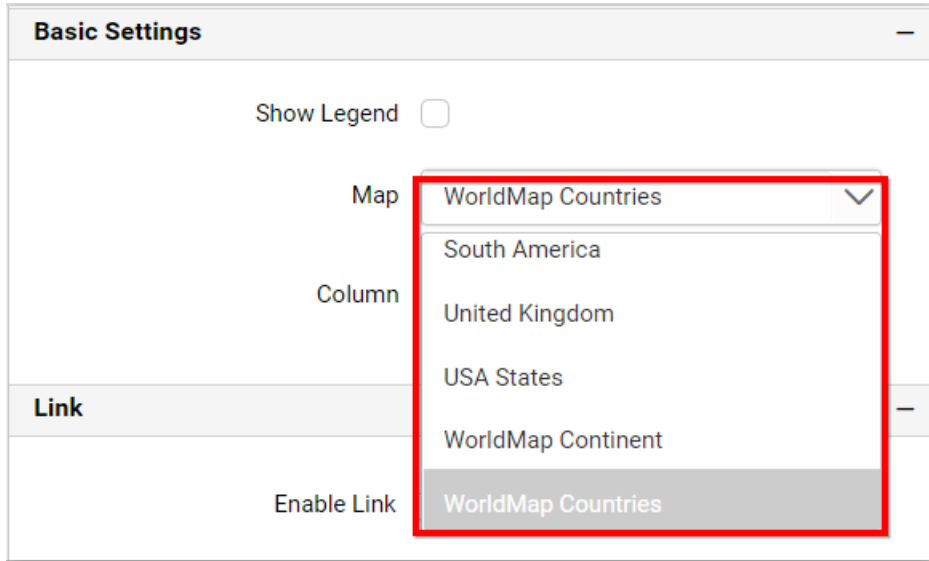 Basic Settings
Show Legend
Map WorldMap Countries
South America
Column
United Kingdom
USA States
Link
WorldMap Continent
Enable Link WorldMap Countries